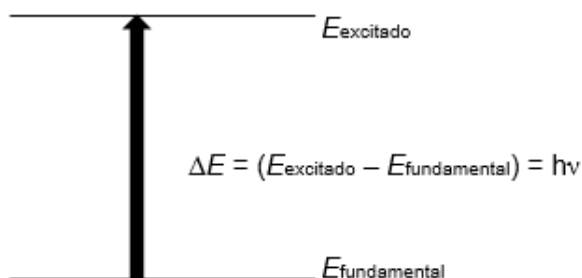 Eexcitado
ΔE = (Eexcitado – Efundamental) = hν
Efundamental